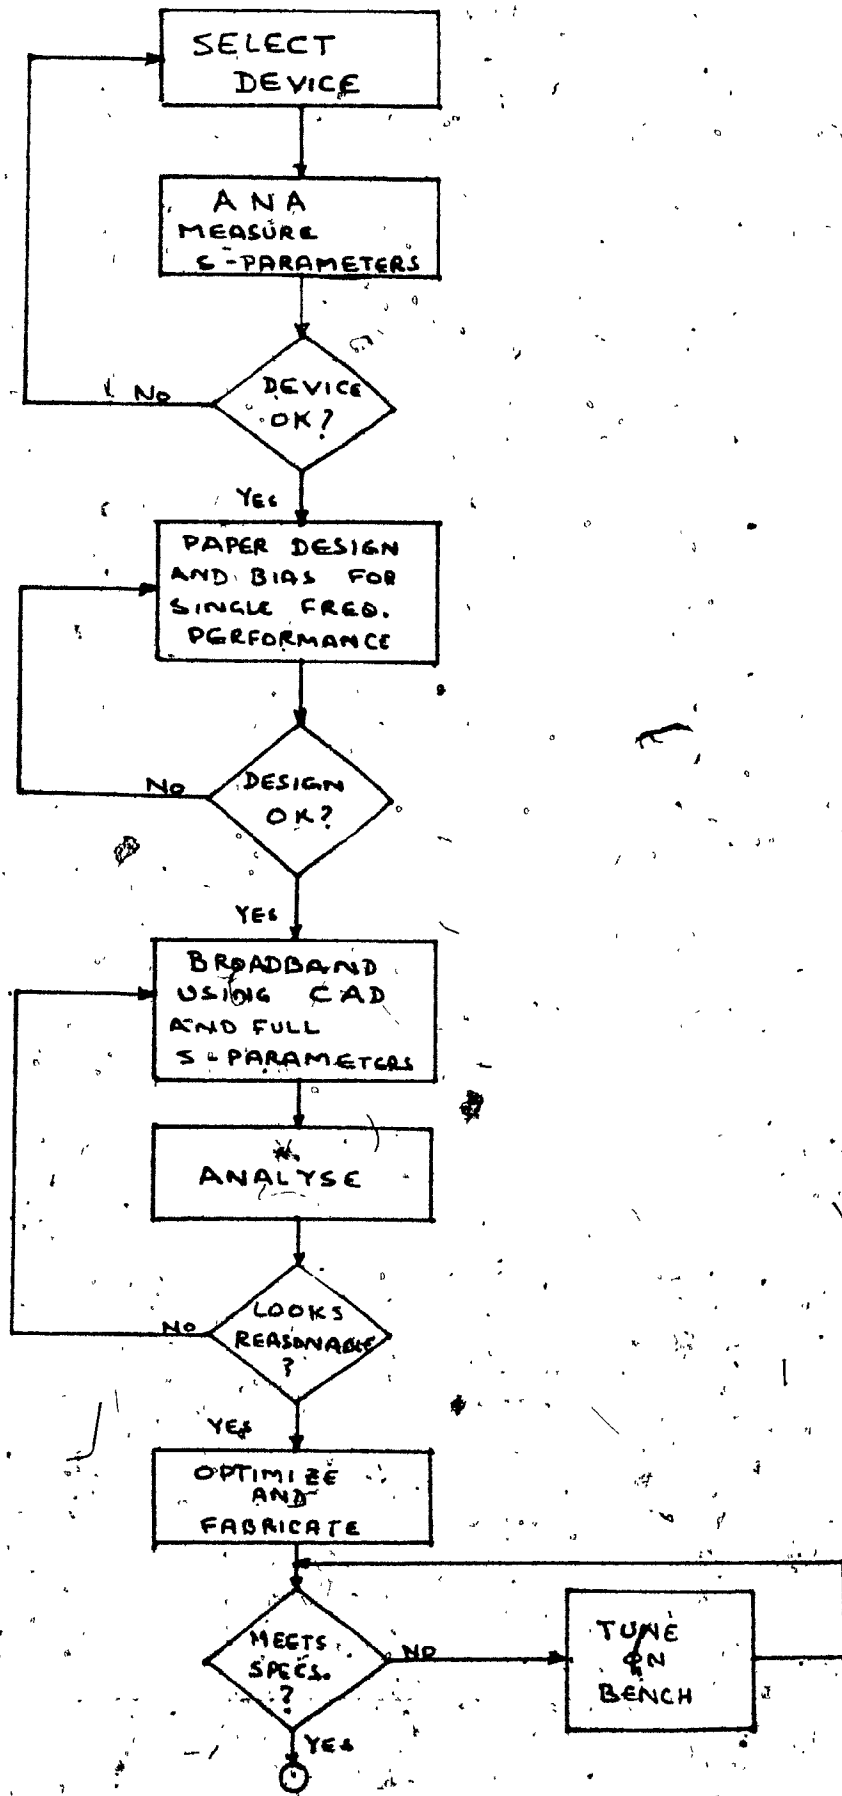 SELECT
DEVICE
ANA
MEASURE
S-PARAMETERS
DEVICE
OK?
NO
YES
PAPER DESIGN
AND BIAS FOR
SINGLE FREQ.
PERFORMANCE
DESIGN
OK?
NO
YES
BROADBAND
USING CAD
AND FULL
S-PARAMETERS
ANALYSE
LOOKS
REASONABLE
?
NO
YES
OPTIMIZE
AND
FABRICATE
MEETS
SPECS.
?
NO
TUNE
ON
BENCH
YES